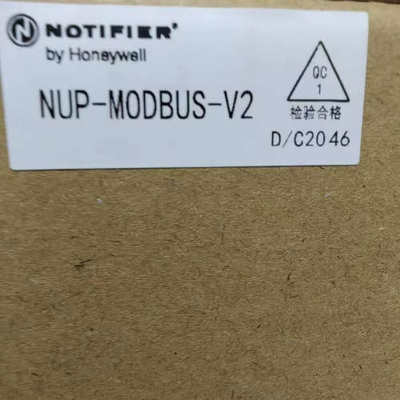 NOTIFIER®
by Honeywell
NUP-MODBUS-V2
QC
1
检验合格
D/C2046